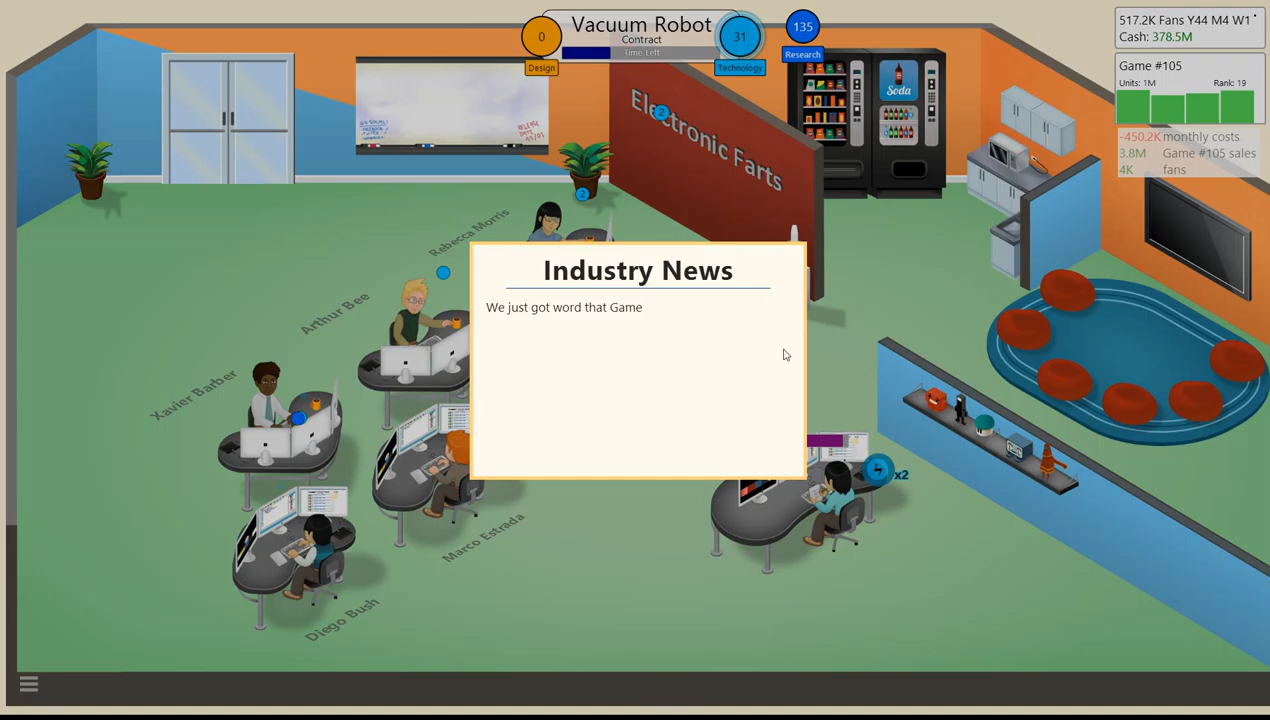 Vacuum Robot
Contract
Time Left
0
Design
31
Technology
135
Research
517.2K Fans Y44 M4 W1
Cash: 378.5M
Game #105
Units: 1M
Rank: 19
-450.2K monthly costs
3.8M Game #105 sales
4K fans
Electronic Farts
2
Soda
2
Rebecca Morris
Arthur Bee
Xavier Barber
Marco Estrada
Diego Bush
x2
Industry News
We just got word that Game